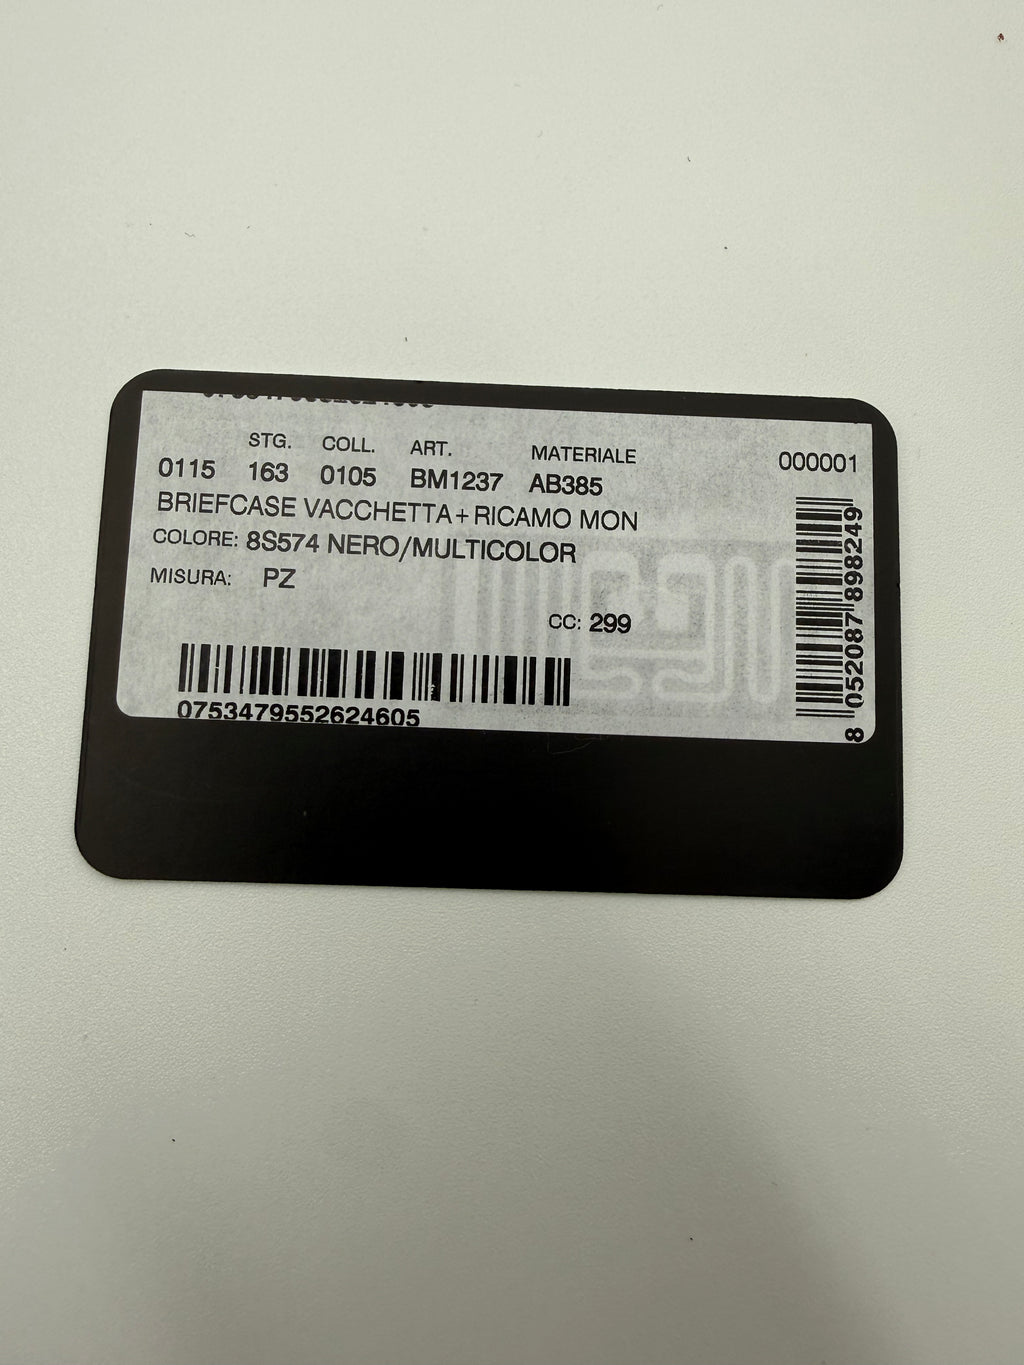 STG. COLL. ART. MATERIALE 000001
0115 163 0105 BM1237 AB385
BRIEFCASE VACCHETTA+RICAMO MON
COLORE: 8S574 NERO/MULTICOLOR
MISURA: PZ
CC: 299
0753479552624605
8 052087 898249